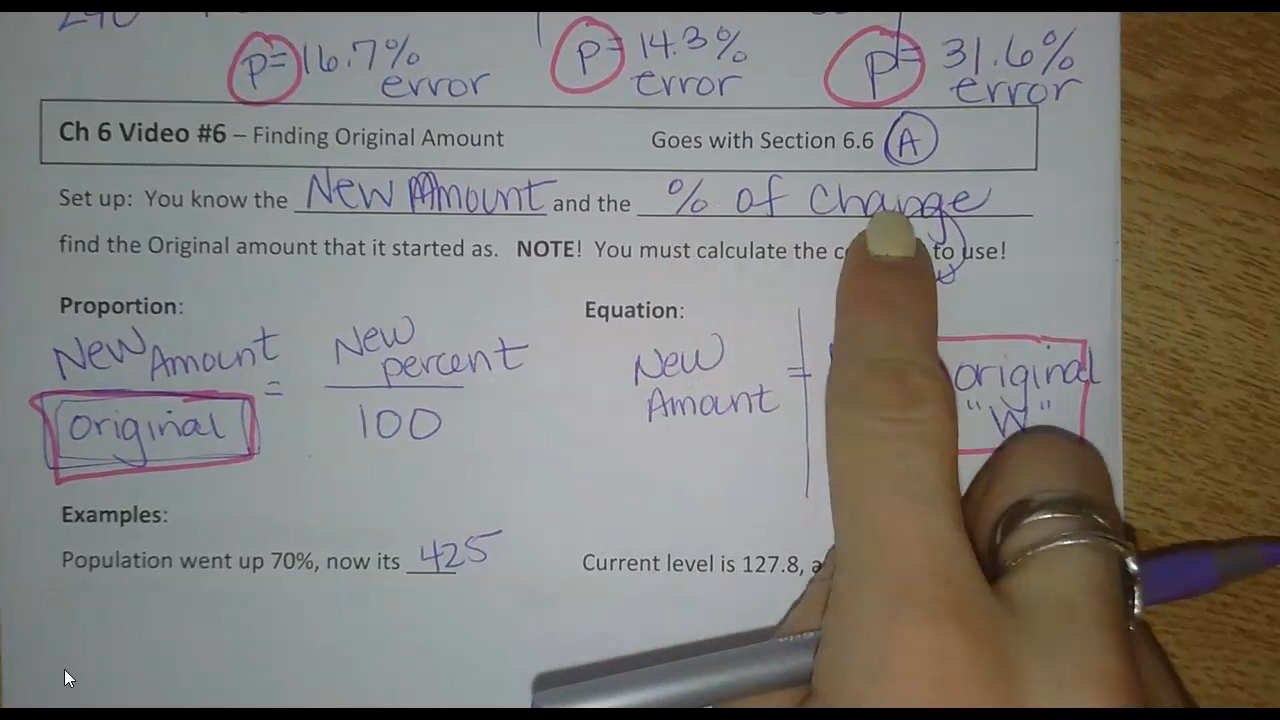 p= 16.7% p= 14.3% p= 31.6%
error error error
Ch 6 Video #6 – Finding Original Amount Goes with Section 6.6 A
Set up: You know the New Amount and the % of change
find the Original amount that it started as. NOTE! You must calculate the to use!
Proportion: Equation:
New Amount = New percent New Amount = original
original 100 "W"
Examples:
Population went up 70%, now its 425 Current level is 127.8,